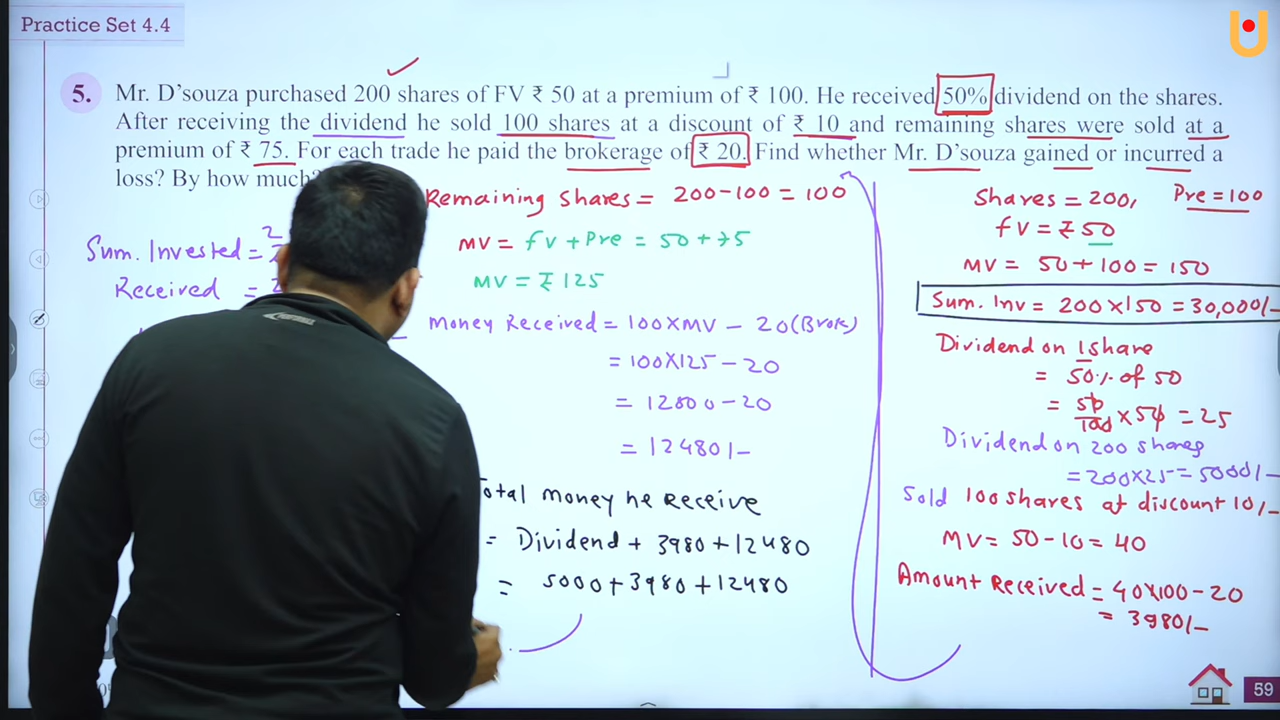 Practice Set 4.4
5. Mr. D'souza purchased 200 shares of FV ₹ 50 at a premium of ₹ 100. He received 50% dividend on the shares.
After receiving the dividend he sold 100 shares at a discount of ₹ 10 and remaining shares were sold at a
premium of ₹ 75. For each trade he paid the brokerage of ₹ 20. Find whether Mr. D'souza gained or incurred a
loss? By how much?
Sum. Invested =
Received =
Remaining shares = 200-100 = 100
MV = fV + Pre = 50 + 75
MV = ₹ 125
Money Received = 100 x MV - 20 (Brok)
= 100 x 125 - 20
= 12800 - 20
= 12480/-
Total money he Receive
= Dividend + 3980 + 12480
= 5000 + 3980 + 12480
Shares = 200, Pre = 100
fV = ₹ 50
MV = 50 + 100 = 150
Sum. Inv = 200 x 150 = 30,000/-
Dividend on 1 share
= 50% of 50
= 50/100 x 50 = 25
Dividend on 200 shares
= 200 x 25 = 5000/-
Sold 100 shares at discount 10/-
MV = 50 - 10 = 40
Amount Received = 40 x 100 - 20
= 3980/-
59